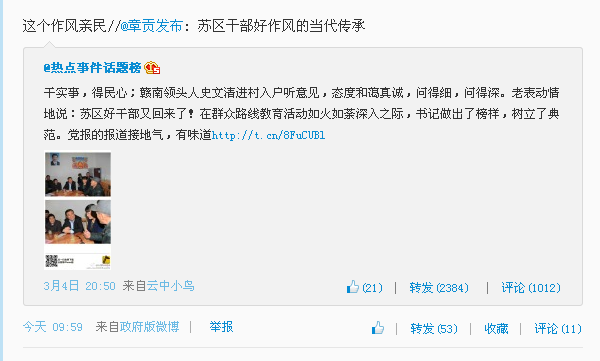 这个作风亲民//@章贡发布：苏区干部好作风的当代传承
@热点事件话题榜
干实事，得民心；赣南领头人史文清进村入户听意见，态度和蔼真诚，问得细，问得深。老表动情
地说：苏区好干部又回来了！在群众路线教育活动如火如荼深入之际，书记做出了榜样，树立了典
范。党报的报道接地气，有味道http://t.cn/8FuCUBl
3月4日 20:50 来自云中小鸟 (21) | 转发(2384) | 评论(1012)
今天 09:59 来自政府版微博 | 举报 | 转发(53) | 收藏 | 评论(11)